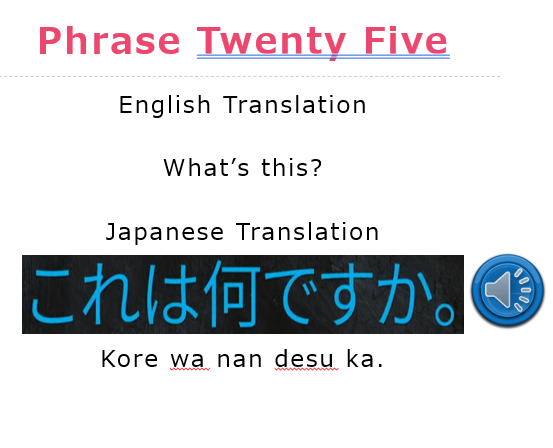 Phrase Twenty Five
English Translation
What’s this?
Japanese Translation
これは何ですか。
Kore wa nan desu ka.